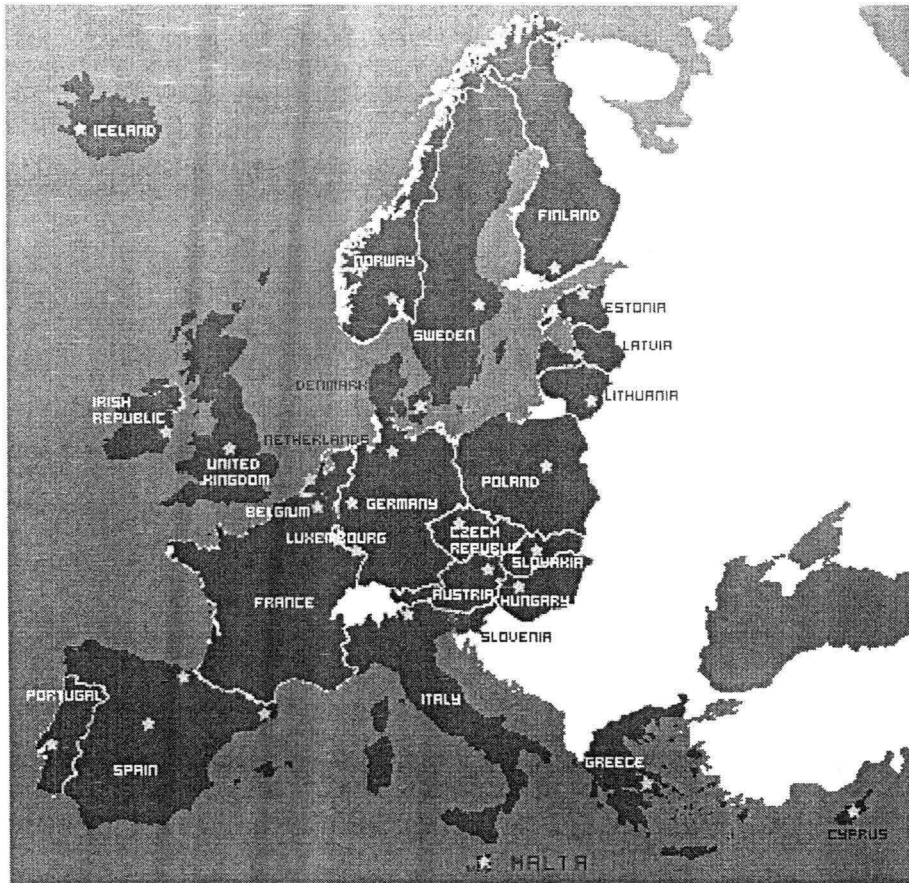 ICELAND
FINLAND
NORWAY
ESTONIA
SWEDEN
LATVIA
DENMARK
LITHUANIA
IRISH
REPUBLIC
NETHERLANDS
UNITED
KINGDOM
POLAND
GERMANY
BELGIUM
CZECH
REPUBLIC
LUXEMBOURG
SLOVAKIA
AUSTRIA
HUNGARY
FRANCE
SLOVENIA
PORTUGAL
ITALY
SPAIN
GREECE
CYPRUS
MALTA